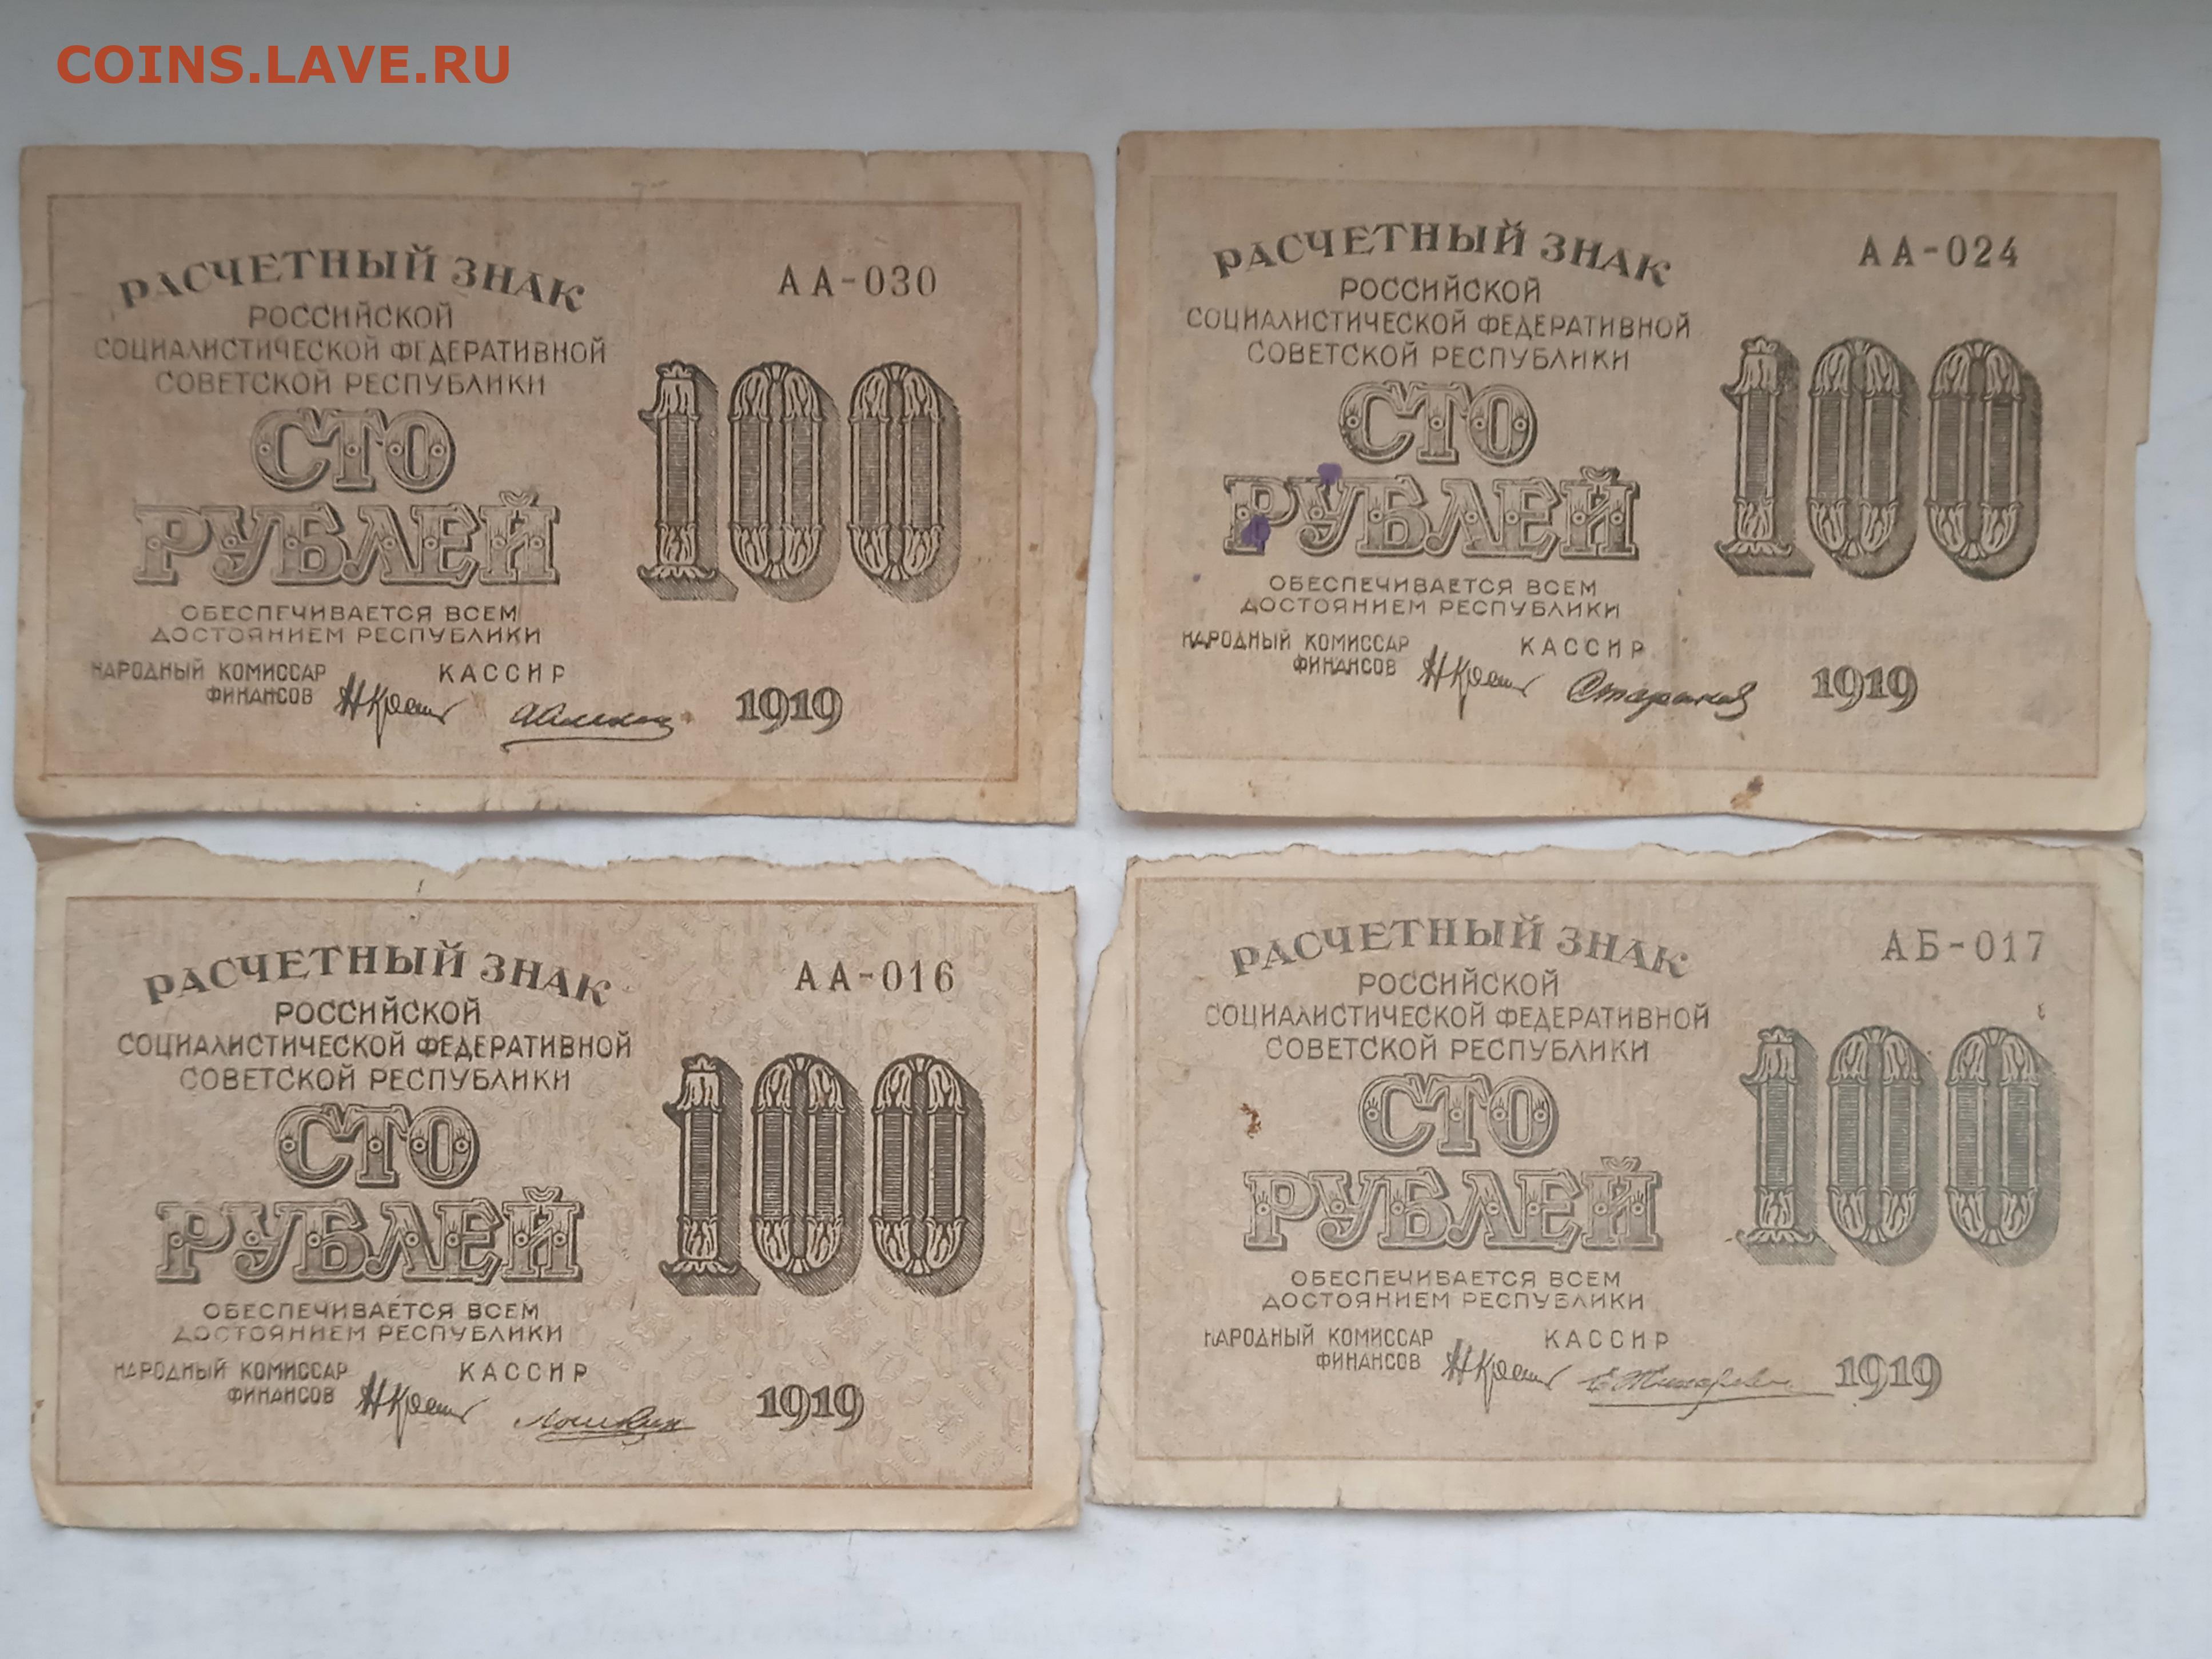 COINS.LAVE.RU
РАСЧЕТНЫЙ ЗНАК
РОССИЙСКОЙ
СОЦИАЛИСТИЧЕСКОЙ ФЕДЕРАТИВНОЙ
СОВЕТСКОЙ РЕСПУБЛИКИ
СТО
РУБЛЕЙ
ОБЕСПЕЧИВАЕТСЯ ВСЕМ
ДОСТОЯНИЕМ РЕСПУБЛИКИ
НАРОДНЫЙ КОМИССАР
ФИНАНСОВ
КАССИР
АА-030
100
1919
РАСЧЕТНЫЙ ЗНАК
РОССИЙСКОЙ
СОЦИАЛИСТИЧЕСКОЙ ФЕДЕРАТИВНОЙ
СОВЕТСКОЙ РЕСПУБЛИКИ
СТО
РУБЛЕЙ
ОБЕСПЕЧИВАЕТСЯ ВСЕМ
ДОСТОЯНИЕМ РЕСПУБЛИКИ
НАРОДНЫЙ КОМИССАР
ФИНАНСОВ
КАССИР
АА-024
100
1919
РАСЧЕТНЫЙ ЗНАК
РОССИЙСКОЙ
СОЦИАЛИСТИЧЕСКОЙ ФЕДЕРАТИВНОЙ
СОВЕТСКОЙ РЕСПУБЛИКИ
СТО
РУБЛЕЙ
ОБЕСПЕЧИВАЕТСЯ ВСЕМ
ДОСТОЯНИЕМ РЕСПУБЛИКИ
НАРОДНЫЙ КОМИССАР
ФИНАНСОВ
КАССИР
АА-016
100
1919
РАСЧЕТНЫЙ ЗНАК
РОССИЙСКОЙ
СОЦИАЛИСТИЧЕСКОЙ ФЕДЕРАТИВНОЙ
СОВЕТСКОЙ РЕСПУБЛИКИ
СТО
РУБЛЕЙ
ОБЕСПЕЧИВАЕТСЯ ВСЕМ
ДОСТОЯНИЕМ РЕСПУБЛИКИ
НАРОДНЫЙ КОМИССАР
ФИНАНСОВ
КАССИР
АБ-017
100
1919